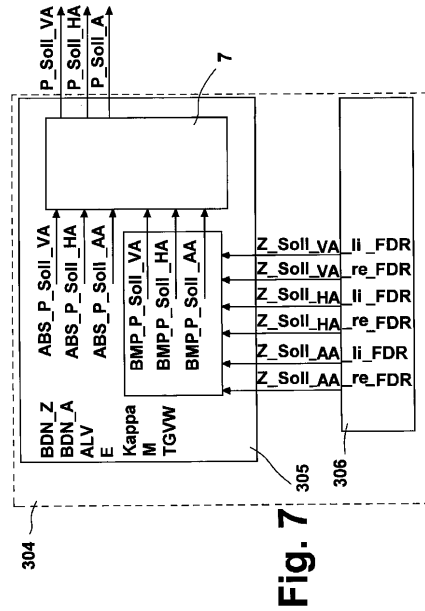 P_Soll_VA
P_Soll_HA
P_Soll_A
7
ABS_P_Soll_VA
ABS_P_Soll_HA
ABS_P_Soll_AA
BMP_P_Soll_VA
BMP_P_Soll_HA
BMP_P_Soll_AA
BDN_Z
BDN_A
ALV
E
Kappa
M
TGVW
305
304
Z_Soll_VA_li_FDR
Z_Soll_VA_re_FDR
Z_Soll_HA_li_FDR
Z_Soll_HA_re_FDR
Z_Soll_AA_li_FDR
Z_Soll_AA_re_FDR
306
Fig. 7